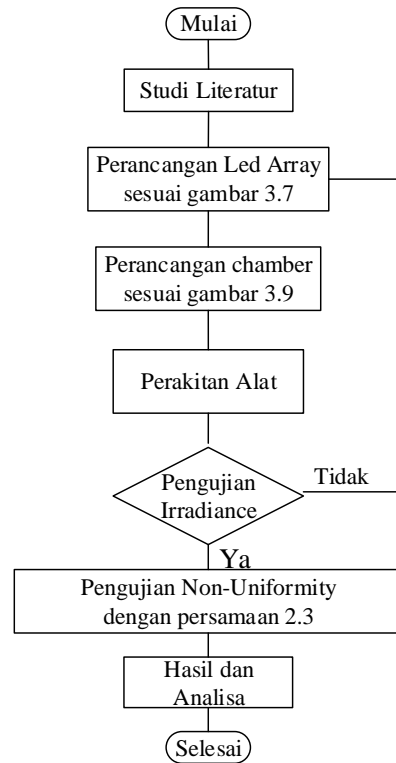 Mulai
Studi Literatur
Perancangan Led Array
sesuai gambar 3.7
Perancangan chamber
sesuai gambar 3.9
Perakitan Alat
Pengujian
Irradiance
Tidak
Ya
Pengujian Non-Uniformity
dengan persamaan 2.3
Hasil dan
Analisa
Selesai